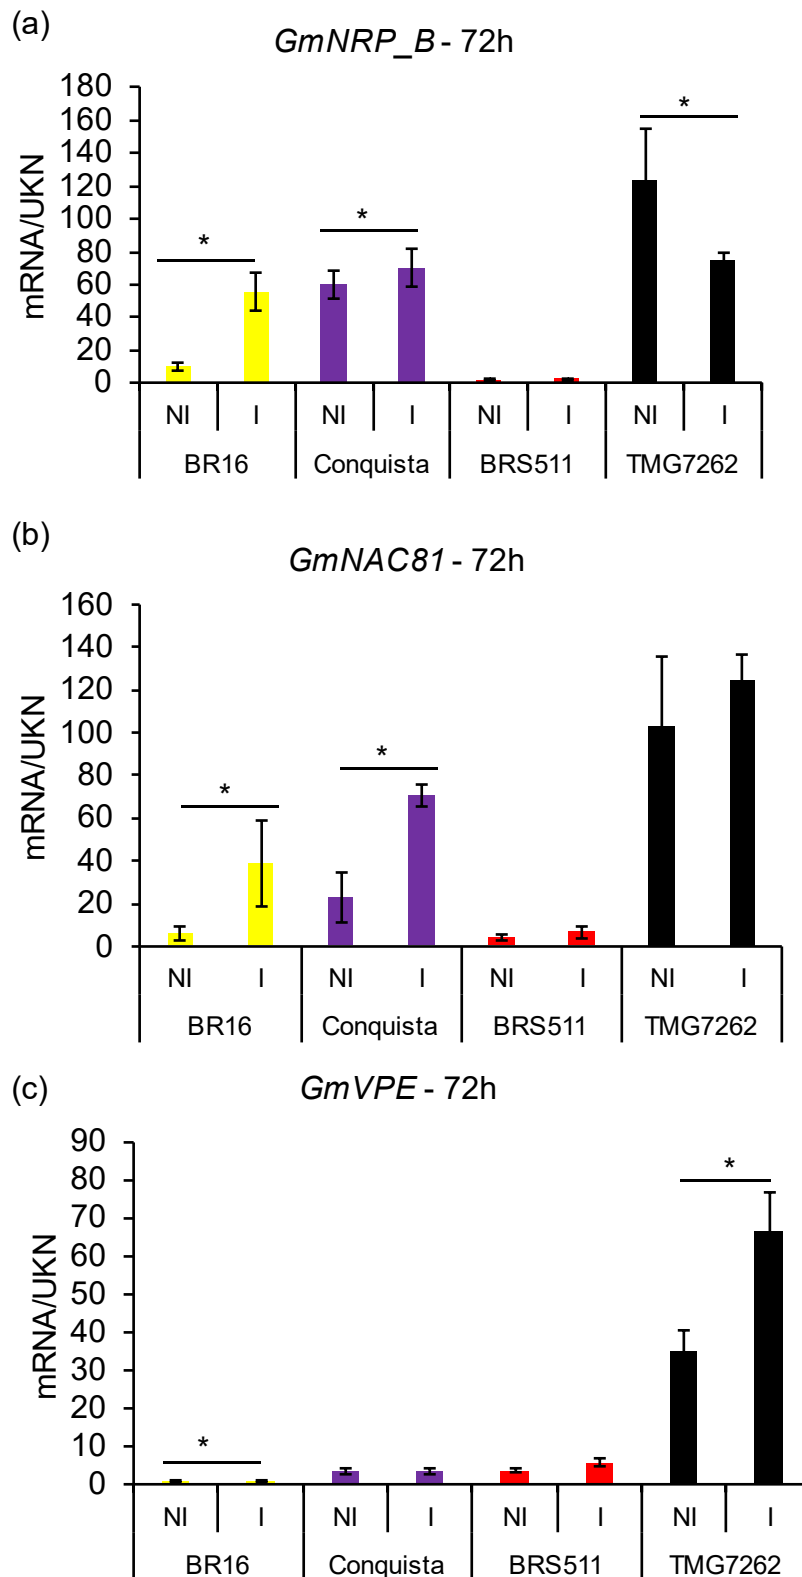 (a)
GmNRP_B - 72h
mRNA/UKN
180
160
140
120
100
80
60
40
20
0
*
*
*
NI I NI I NI I NI I
BR16 Conquista BRS511 TMG7262
(b)
GmNAC81 - 72h
mRNA/UKN
160
140
120
100
80
60
40
20
0
*
*
NI I NI I NI I NI I
BR16 Conquista BRS511 TMG7262
(c)
GmVPE - 72h
mRNA/UKN
90
80
70
60
50
40
30
20
10
0
*
*
NI I NI I NI I NI I
BR16 Conquista BRS511 TMG7262